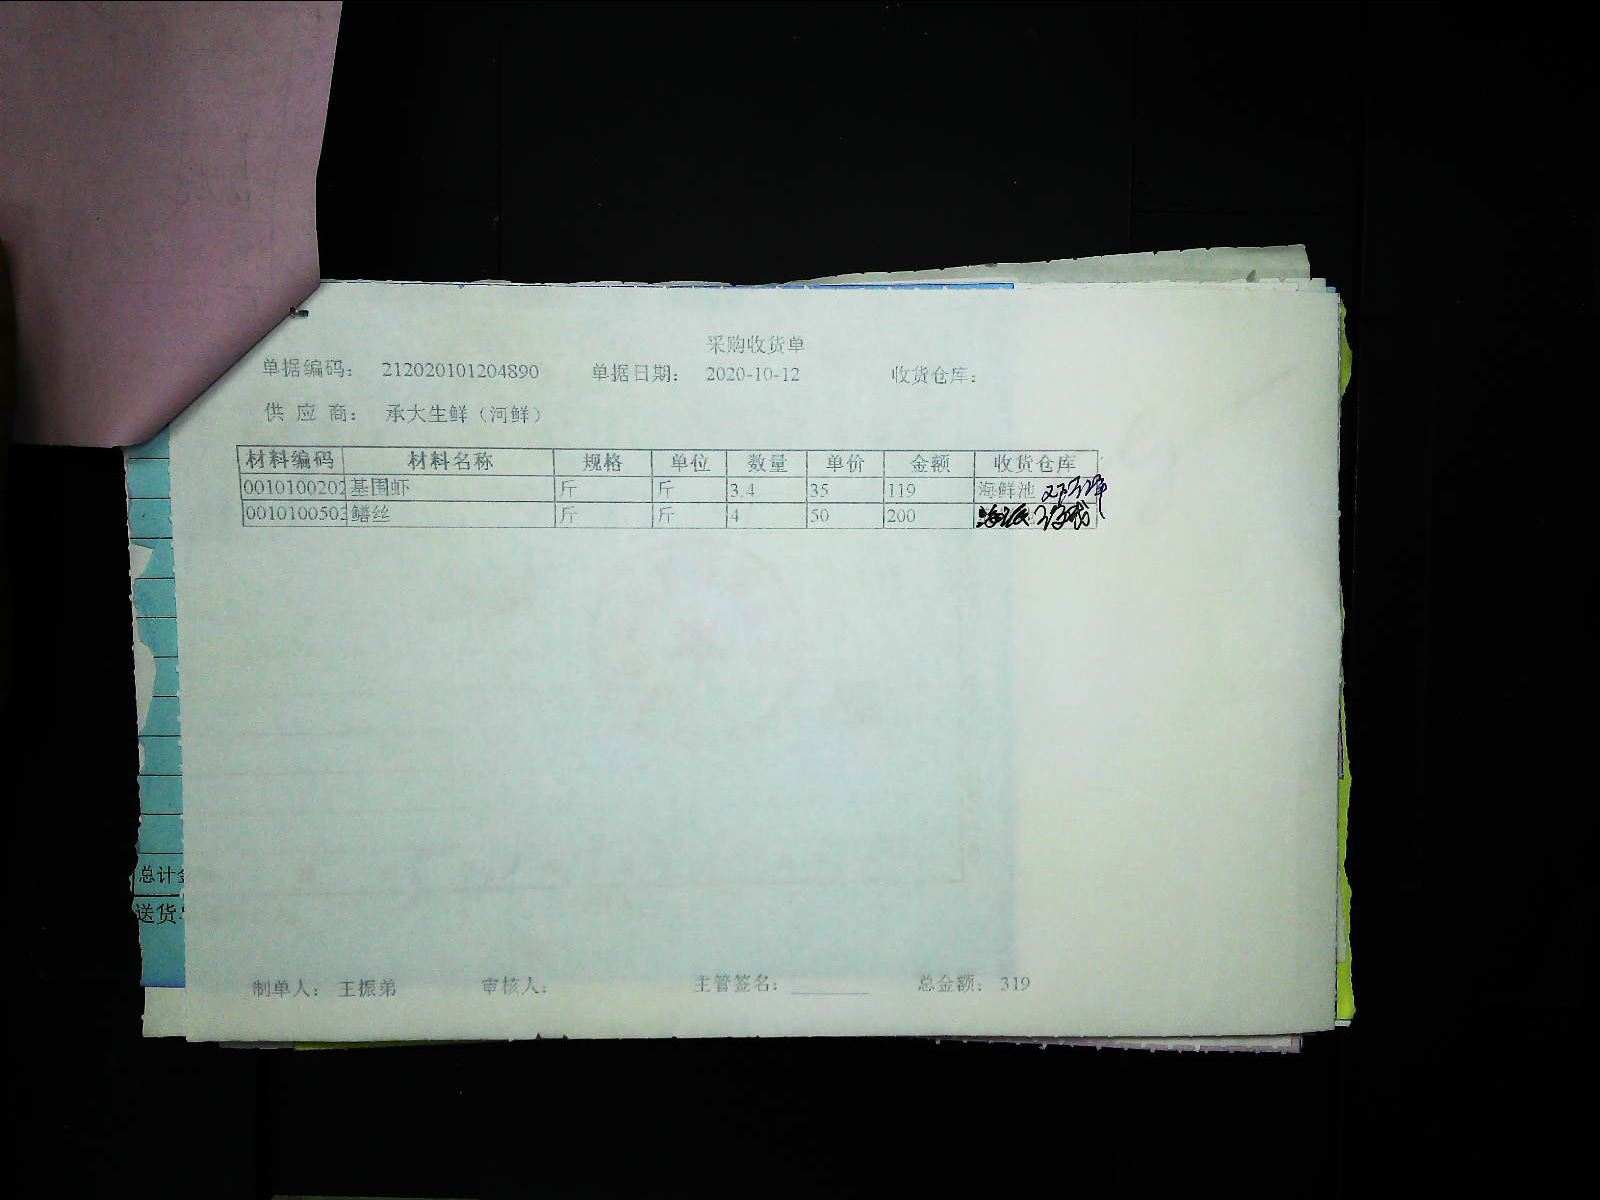 采购收货单
单据编码： 212020101204890 单据日期： 2020-10-12 收货仓库：
供 应 商： 承大生鲜（河鲜）
材料编码 材料名称 规格 单位 数量 单价 金额 收货仓库
0010100202 基围虾 斤 斤 3.4 35 119 海鲜池
0010100503 鳝丝 斤 斤 4 50 200
总计
送货
制单人： 王振弟 审核人： 主管签名： 总金额： 319